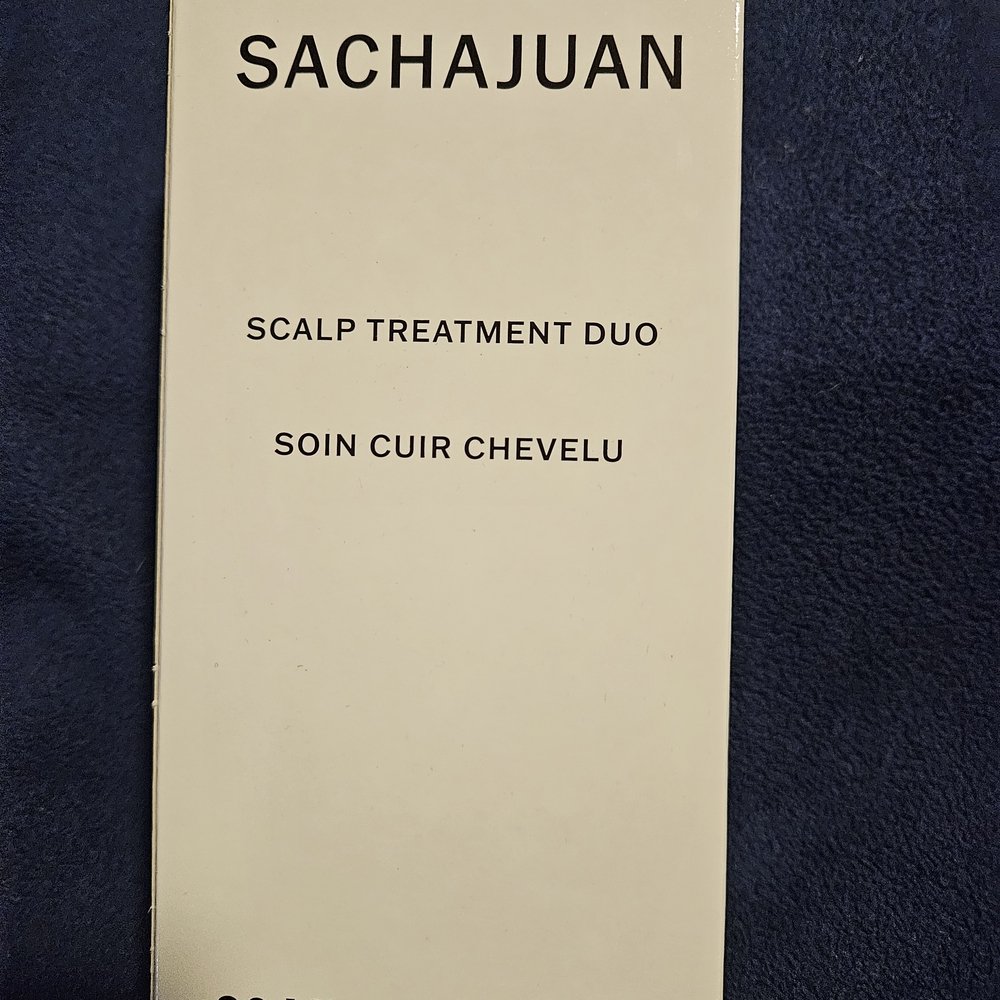 SACHAJUAN
SCALP TREATMENT DUO
SOIN CUIR CHEVELU